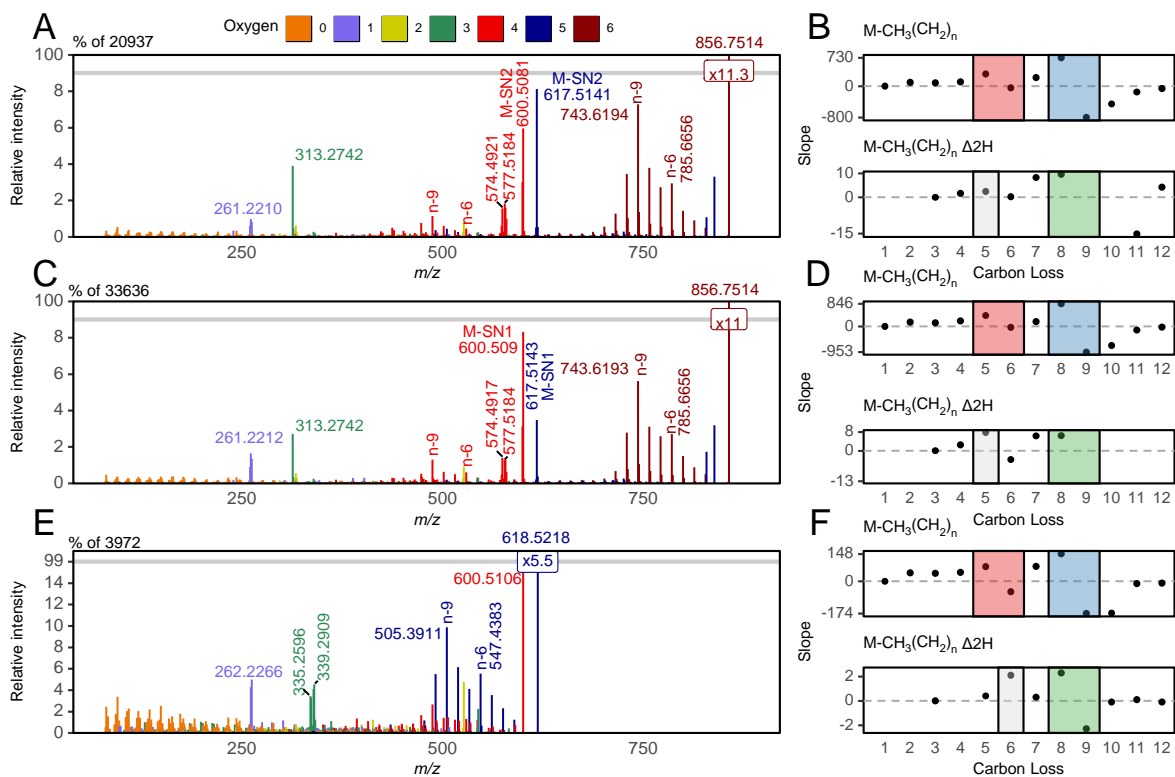 A
Oxygen 0 1 2 3 4 5 6
% of 20937
856.7514
x11.3
M-SN2
600.5081
M-SN2
617.5141
n-9
743.6194
n-6
785.6656
574.4921
577.5184
313.2742
261.2210
n-9
n-6
Relative intensity
100
8
6
4
2
0
250 500 750
m/z
B
M-CH3(CH2)n
730
0
-800
Slope
M-CH3(CH2)n Δ2H
10
0
-15
1 2 3 4 5 6 7 8 9 10 11 12
Carbon Loss
C
% of 33636
856.7514
x11
M-SN1
600.509
617.5143
M-SN1
743.6193
n-9
n-6
785.6656
574.4917
577.5184
313.2742
261.2212
n-9
n-6
Relative intensity
100
8
6
4
2
0
250 500 750
m/z
D
M-CH3(CH2)n
846
0
-953
Slope
M-CH3(CH2)n Δ2H
8
0
-13
1 2 3 4 5 6 7 8 9 10 11 12
Carbon Loss
E
% of 3972
618.5218
x5.5
600.5106
n-9
505.3911
n-6
547.4383
335.2596
339.2909
262.2266
Relative intensity
99
14
12
10
8
6
4
2
0
250 500 750
m/z
F
M-CH3(CH2)n
148
0
-174
Slope
M-CH3(CH2)n Δ2H
2
0
-2
1 2 3 4 5 6 7 8 9 10 11 12
Carbon Loss